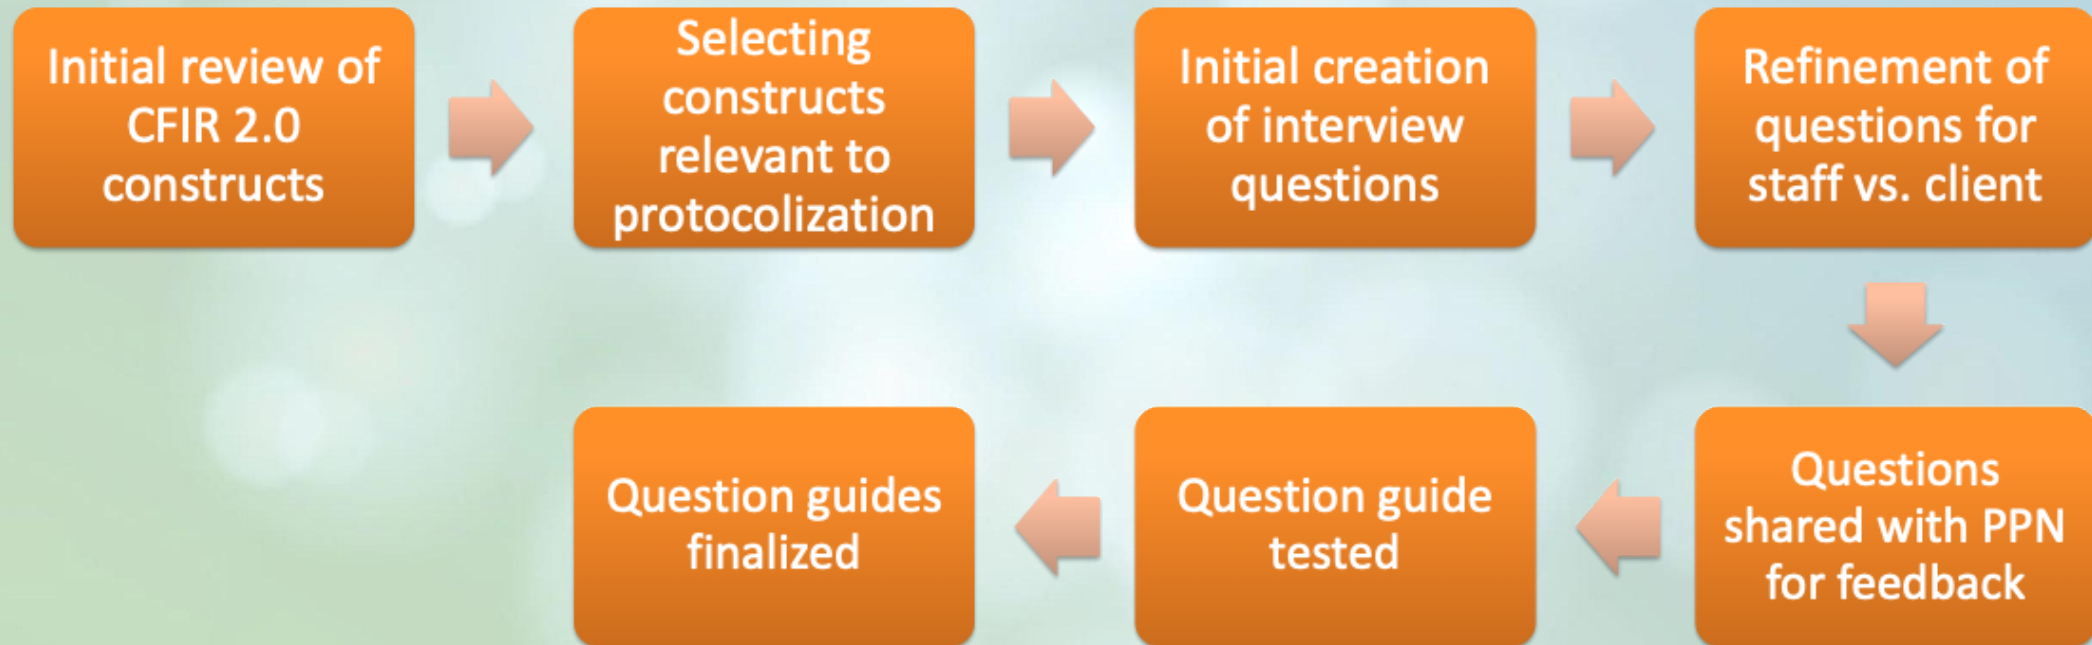 Initial review of
CFIR 2.0
constructs
Selecting
constructs
relevant to
protocolization
Initial creation
of interview
questions
Refinement of
questions for
staff vs. client
Questions
shared with PPN
for feedback
Question guide
tested
Question guides
finalized